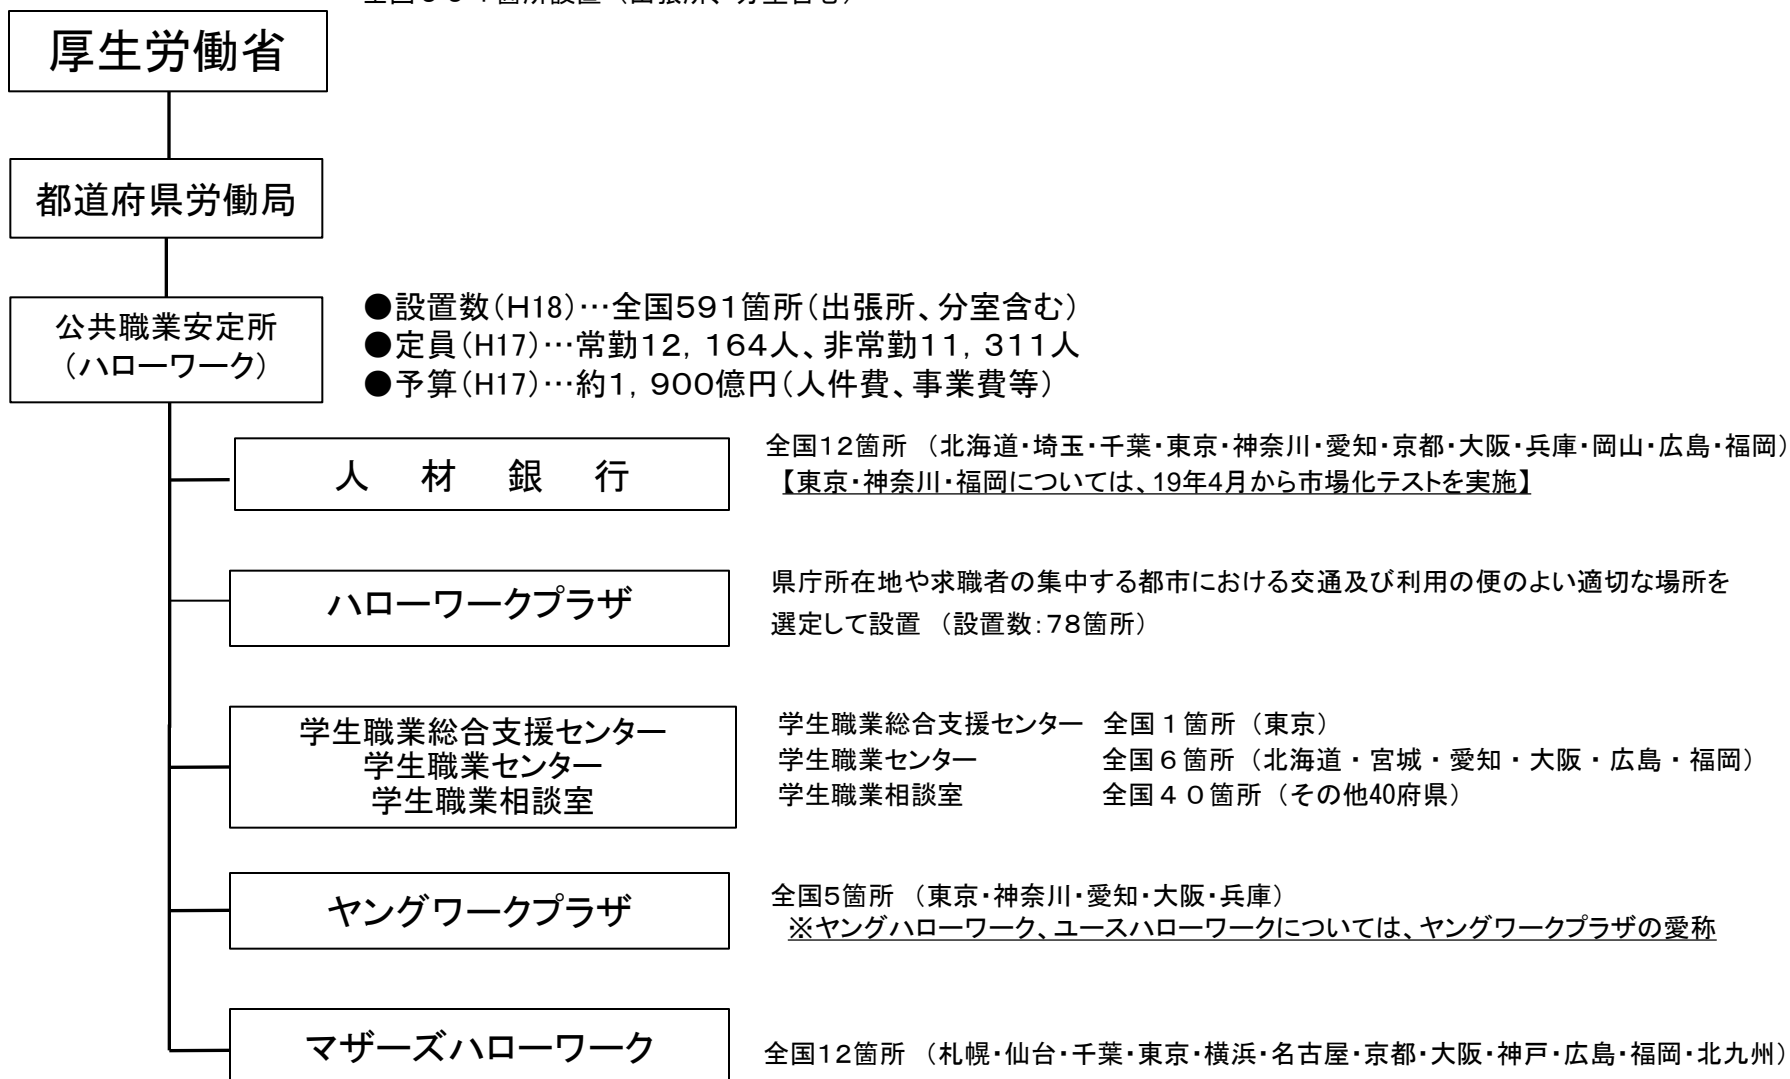 厚生労働省
都道府県労働局
公共職業安定所
（ハローワーク）
●設置数（H18）…全国591箇所（出張所、分室含む）
●定員（H17）…常勤12，164人、非常勤11，311人
●予算（H17）…約1，900億円（人件費、事業費等）
人　材　銀　行
全国12箇所　（北海道・埼玉・千葉・東京・神奈川・愛知・京都・大阪・兵庫・岡山・広島・福岡）
【東京・神奈川・福岡については、19年4月から市場化テストを実施】
ハローワークプラザ
県庁所在地や求職者の集中する都市における交通及び利用の便のよい適切な場所を
選定して設置　（設置数：78箇所）
学生職業総合支援センター
学生職業センター
学生職業相談室
学生職業総合支援センター　全国１箇所（東京）
学生職業センター　全国６箇所（北海道・宮城・愛知・大阪・広島・福岡）
学生職業相談室　全国４０箇所（その他40府県）
ヤングワークプラザ
全国5箇所　（東京・神奈川・愛知・大阪・兵庫）
※ヤングハローワーク、ユースハローワークについては、ヤングワークプラザの愛称
マザーズハローワーク
全国12箇所　（札幌・仙台・千葉・東京・横浜・名古屋・京都・大阪・神戸・広島・福岡・北九州）